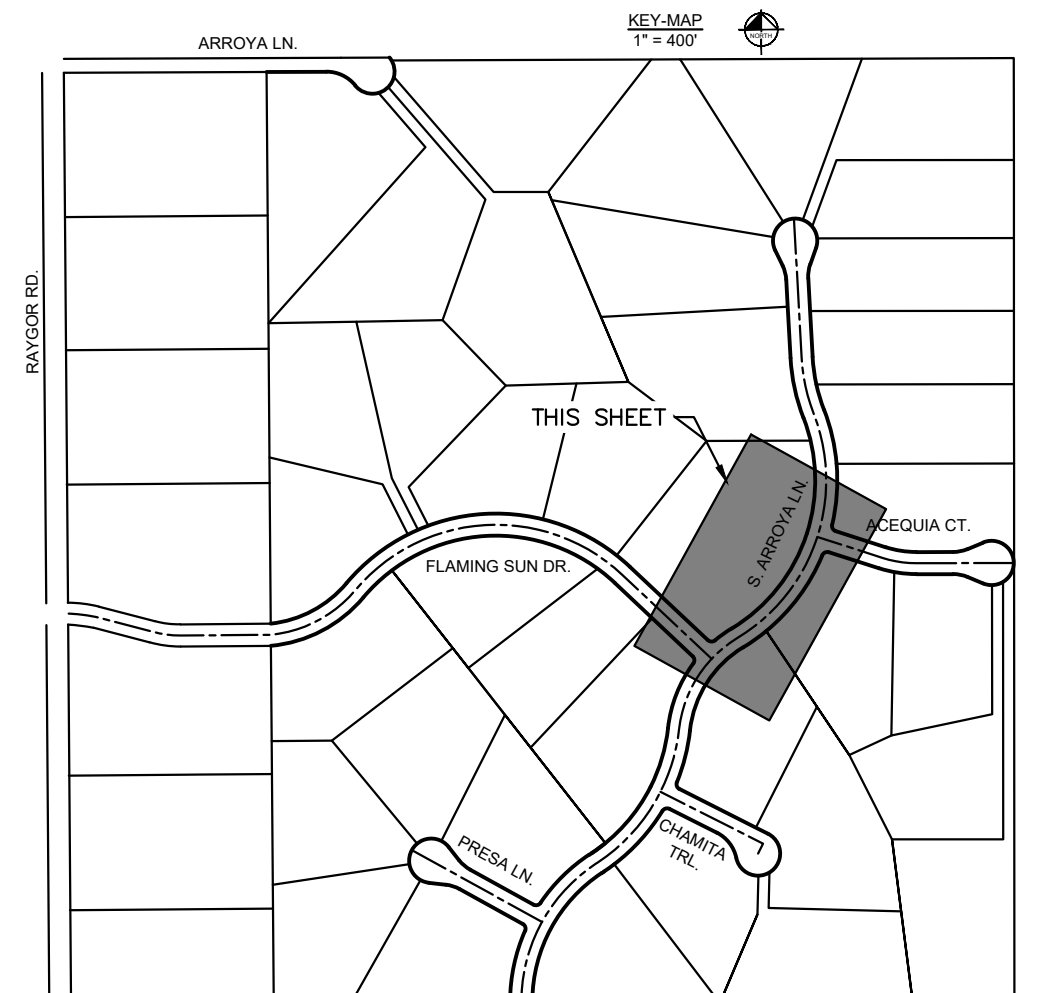 KEY-MAP
1" = 400'
NORTH
ARROYA LN.
RAYGOR RD.
THIS SHEET
S. ARROYA LN.
ACEQUIA CT.
FLAMING SUN DR.
CHAMITA
TRL.
PRESA LN.